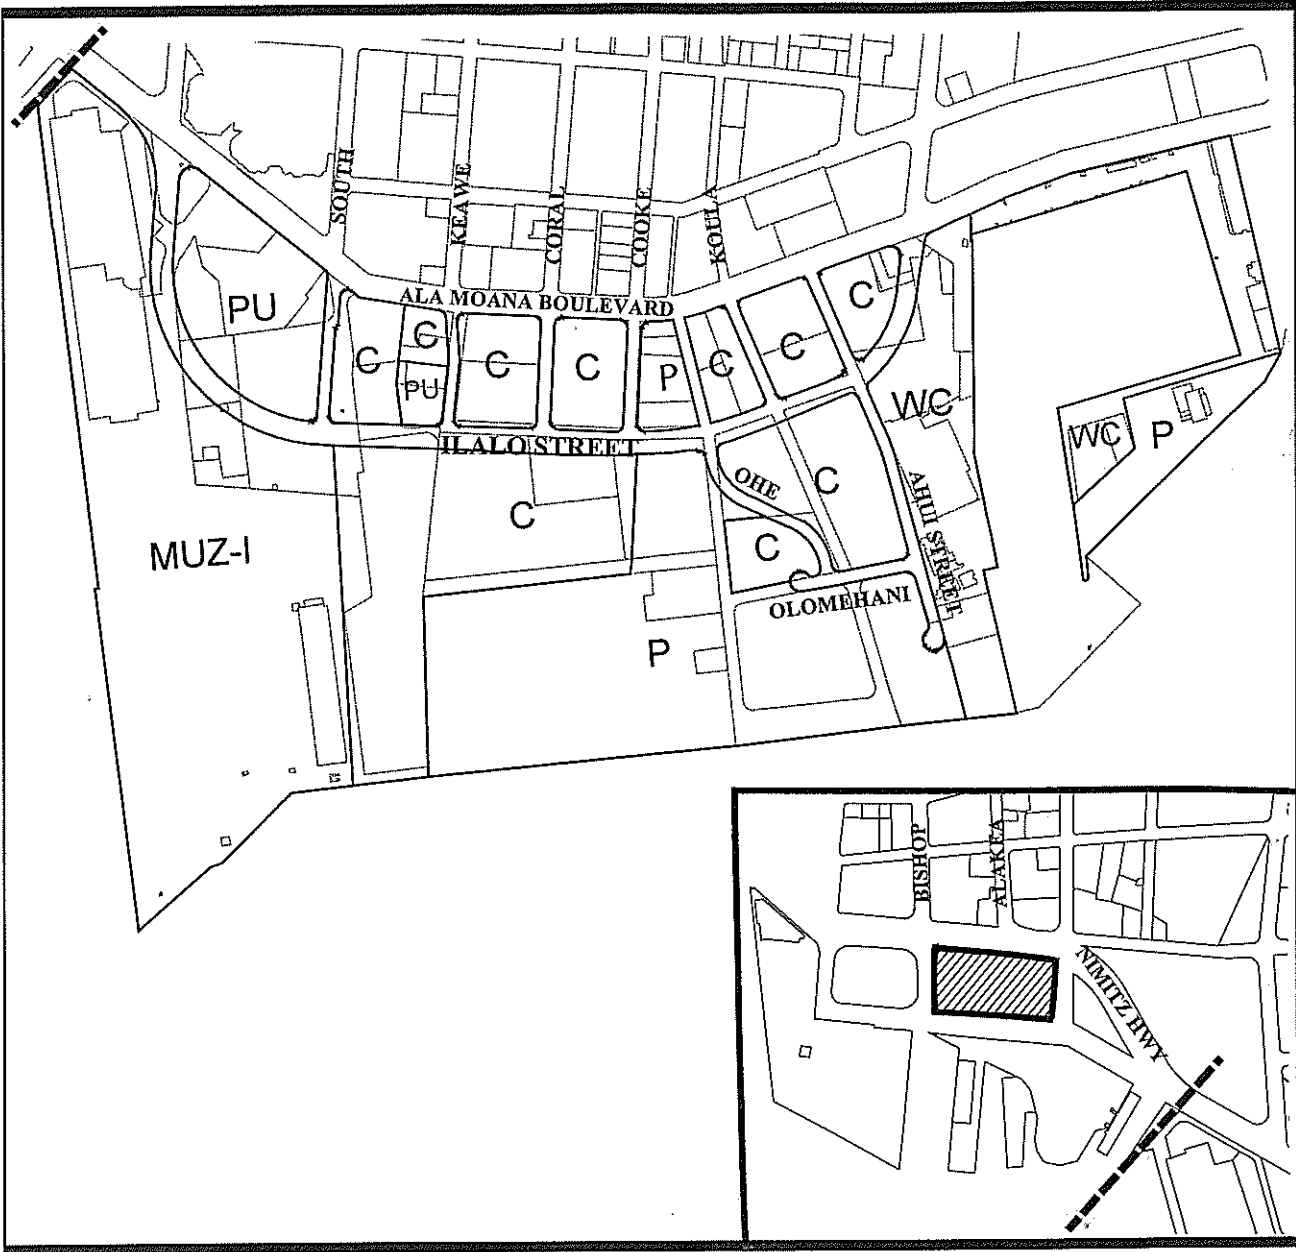 SOUTH
KEAWE
CORAL
COOKE
KOULA
ALA MOANA BOULEVARD
PU
C
C
C
C
P
C
C
C
PU
WC
WC
P
ILALO STREET
OHE
C
C
C
AHUI STREET
MUZ-I
OLOMEHANI
P
BISHOP
ALAKEA
NIMITZ HWY